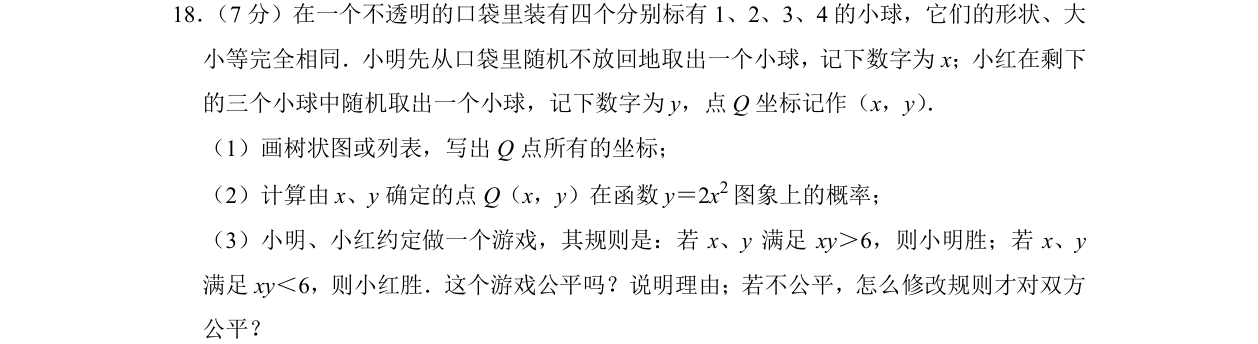 18.（7 分）在一个不透明的口袋里装有四个分别标有 1、2、3、4 的小球，它们的形状、大
小等完全相同．小明先从口袋里随机不放回地取出一个小球，记下数字为 x；小红在剩下
的三个小球中随机取出一个小球，记下数字为 y，点 Q 坐标记作（x，y）．
（1）画树状图或列表，写出 Q 点所有的坐标；
（2）计算由 x、y 确定的点 Q（x，y）在函数 y＝2x² 图象上的概率；
（3）小明、小红约定做一个游戏，其规则是：若 x、y 满足 xy＞6，则小明胜；若 x、y
满足 xy＜6，则小红胜．这个游戏公平吗？说明理由；若不公平，怎么修改规则才对双方
公平？